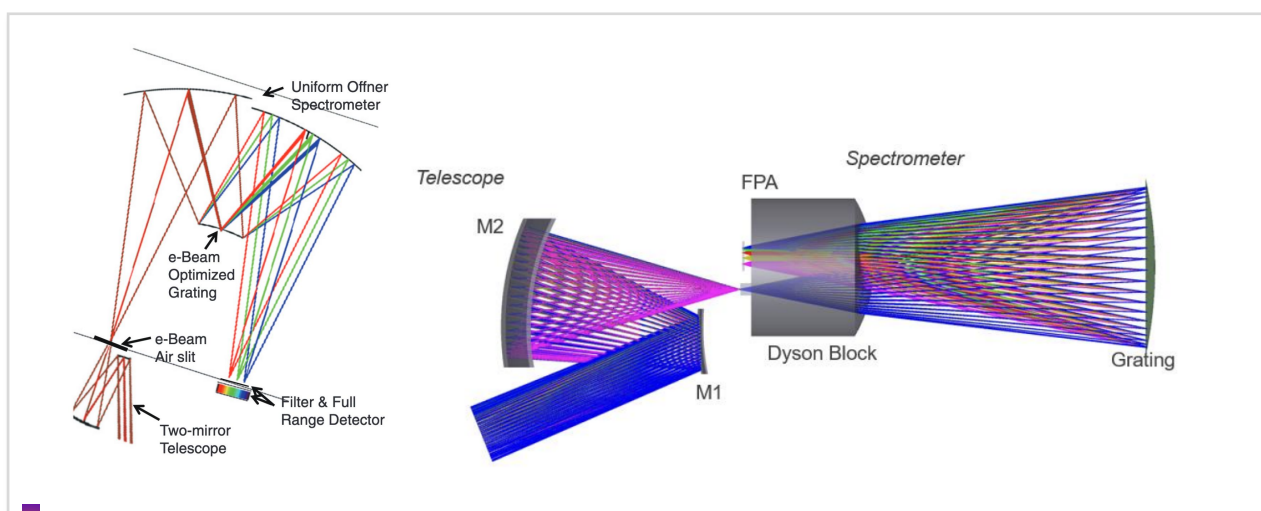 Uniform Offner
Spectrometer
e-Beam
Optimized
Grating
e-Beam
Air slit
Filter & Full
Range Detector
Two-mirror
Telescope
Telescope
Spectrometer
FPA
M2
Dyson Block
Grating
M1